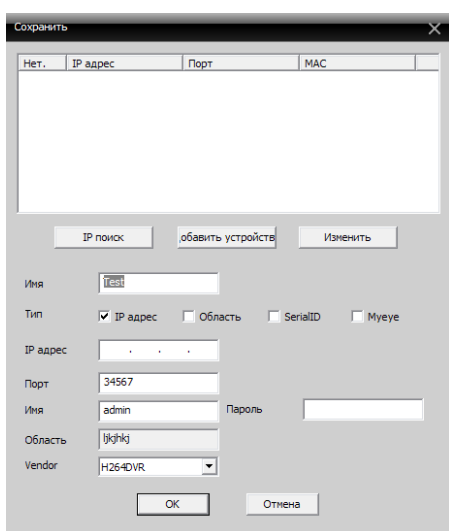 Сохранить
Нет. IP адрес Порт MAC
IP поиск обавить устройств Изменить
Имя Test
Тип IP адрес Область SerialID Myeye
IP адрес . . .
Порт 34567
Имя admin Пароль
Область ljkjhkj
Vendor H264DVR
OK Отмена